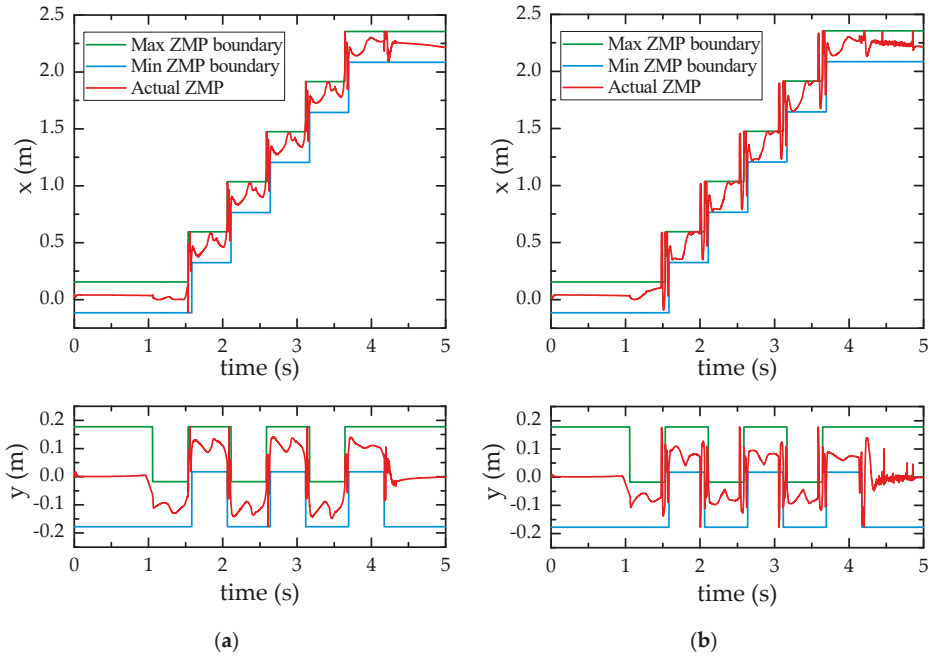 2.5
2.0
1.5
1.0
0.5
0.0
x (m)
Max ZMP boundary
Min ZMP boundary
Actual ZMP
0 1 2 3 4 5
time (s)
0.2
0.1
0.0
-0.1
-0.2
y (m)
0 1 2 3 4 5
time (s)
(a)
2.5
2.0
1.5
1.0
0.5
0.0
x (m)
Max ZMP boundary
Min ZMP boundary
Actual ZMP
0 1 2 3 4 5
time (s)
0.2
0.1
0.0
-0.1
-0.2
y (m)
0 1 2 3 4 5
time (s)
(b)